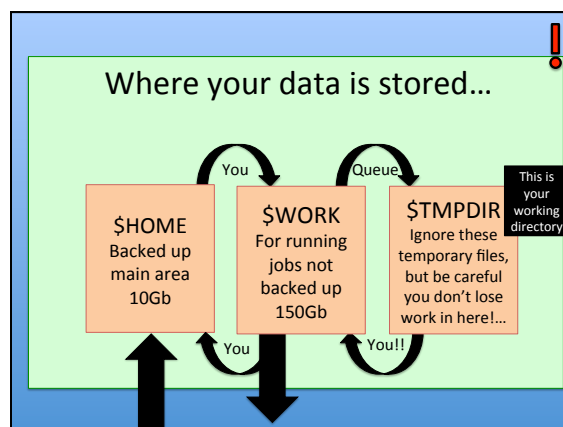 Where your data is stored…
You
Queue
This is
your
working
directory
$HOME
Backed up
main area
10Gb
$WORK
For running
jobs not
backed up
150Gb
$TMPDIR
Ignore these
temporary files,
but be careful
you don’t lose
work in here!…
You
You!!